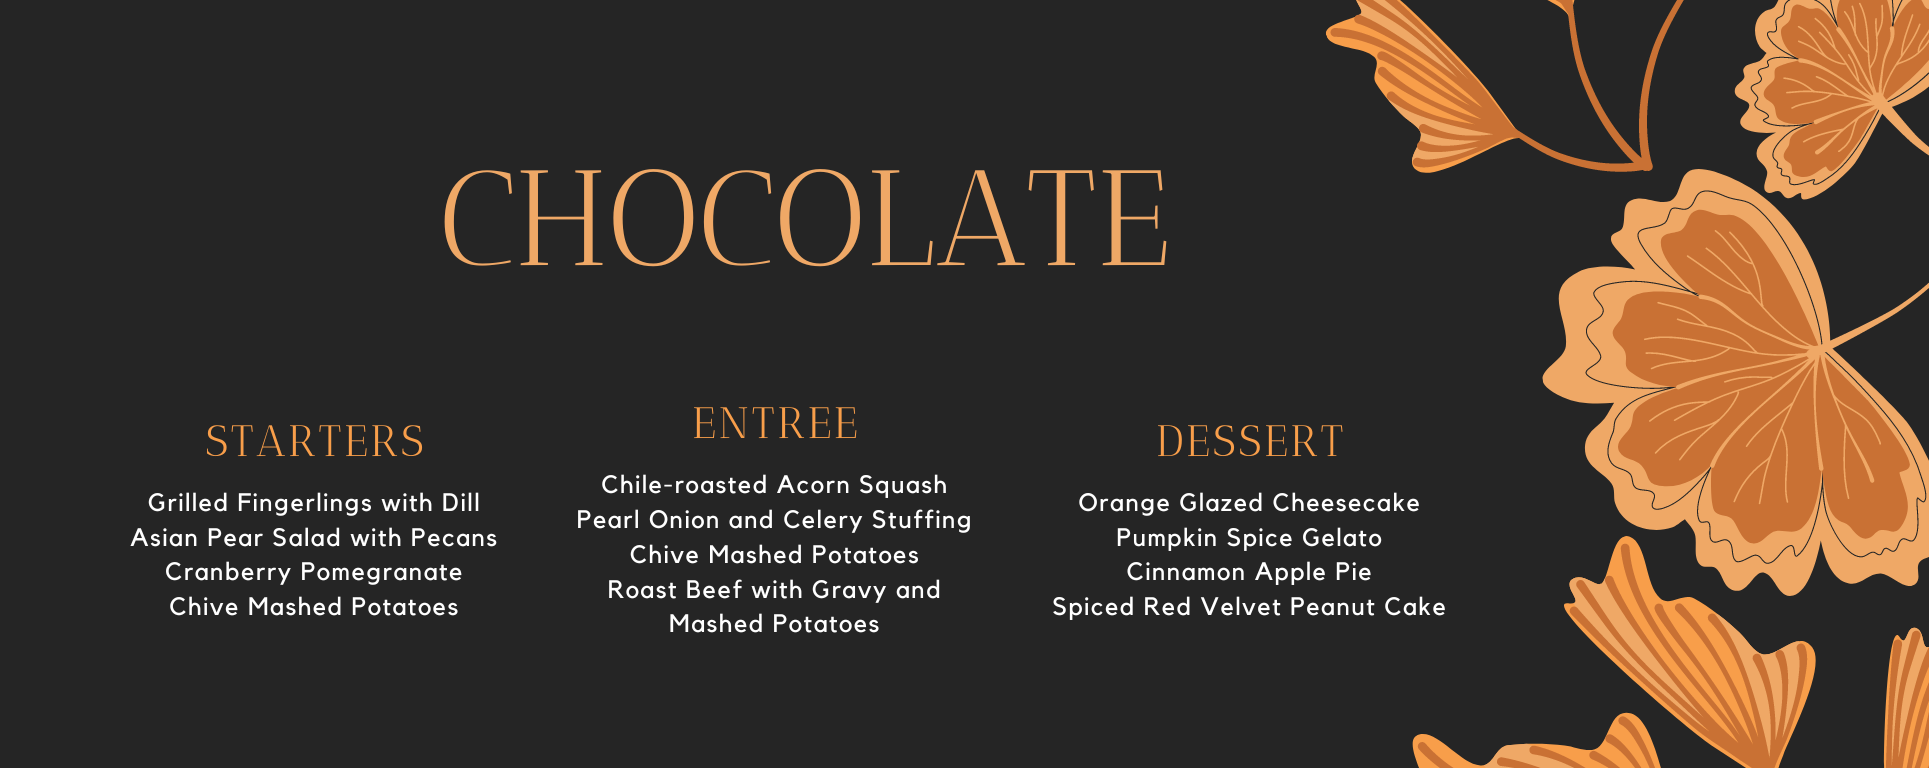 CHOCOLATE
STARTERS
Grilled Fingerlings with Dill
Asian Pear Salad with Pecans
Cranberry Pomegranate
Chive Mashed Potatoes
ENTREE
Chile-roasted Acorn Squash
Pearl Onion and Celery Stuffing
Chive Mashed Potatoes
Roast Beef with Gravy and
Mashed Potatoes
DESSERT
Orange Glazed Cheesecake
Pumpkin Spice Gelato
Cinnamon Apple Pie
Spiced Red Velvet Peanut Cake